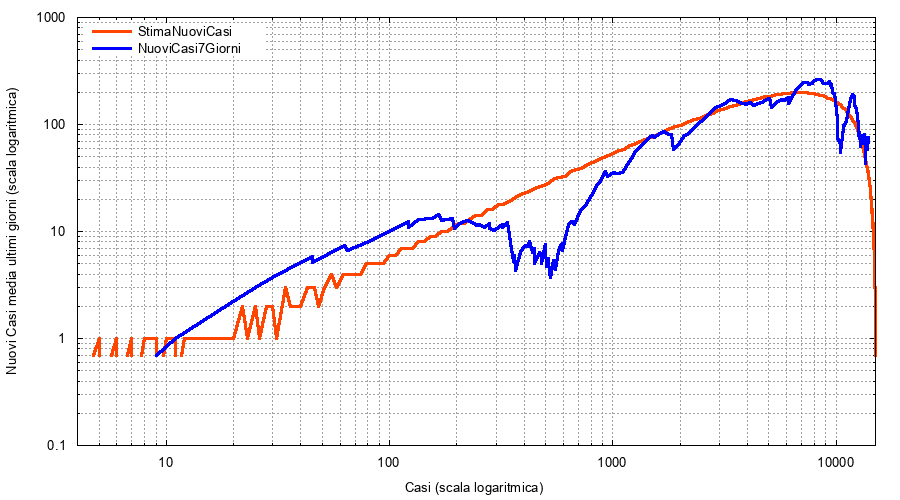 StimaNuoviCasi
NuoviCasi7Giorni
Nuovi Casi media ultimi giorni (scala logaritmica)
1000
100
10
1
0.1
10
100
1000
10000
Casi (scala logaritmica)